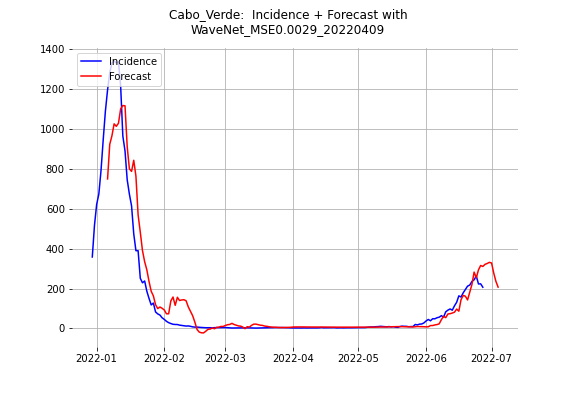 Cabo_Verde:  Incidence + Forecast with
WaveNet_MSE0.0029_20220409
Incidence
Forecast
1400
1200
1000
800
600
400
200
0
2022-01 2022-02 2022-03 2022-04 2022-05 2022-06 2022-07